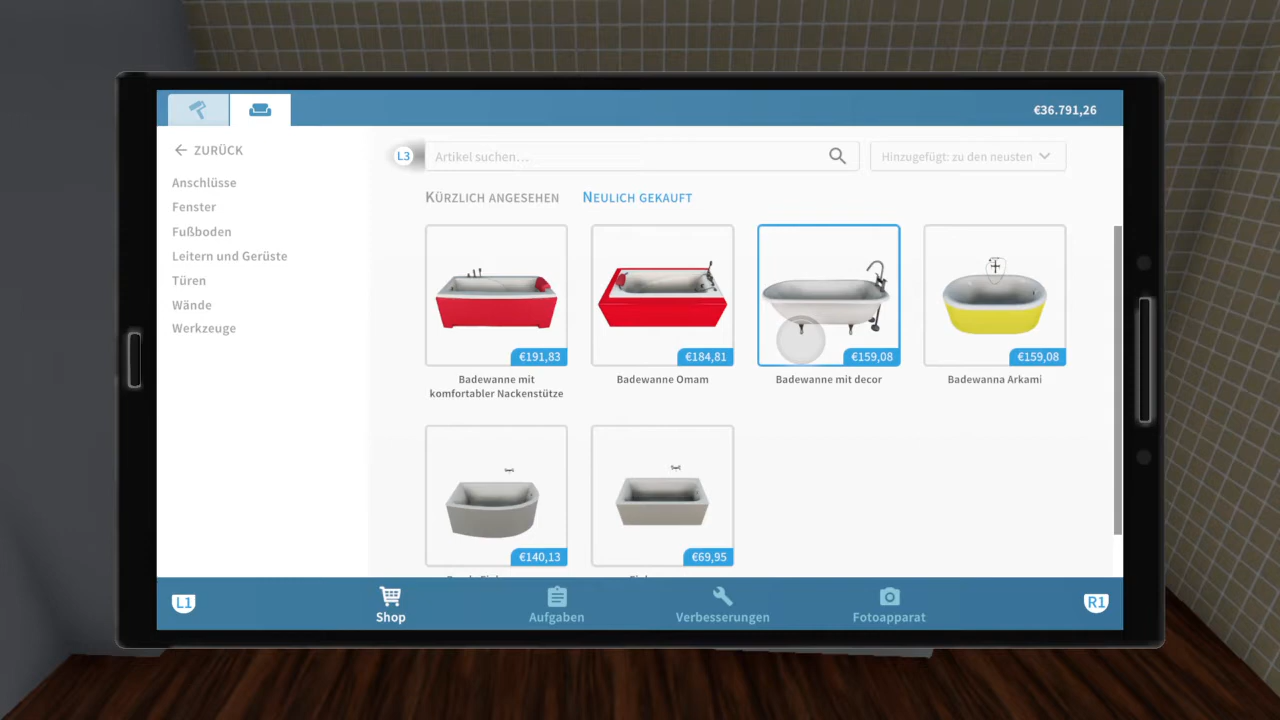 €36.791,26
ZURÜCK
L3
Artikel suchen...
Hinzugefügt: zu den neusten
Anschlüsse
Fenster
Fußboden
Leitern und Gerüste
Türen
Wände
Werkzeuge
KÜRZLICH ANGESEHEN
NEULICH GEKAUFT
€191,83
€184,81
€159,08
€159,08
Badewanne mit
komfortabler Nackenstütze
Badewanne Omam
Badewanne mit decor
Badewanna Arkami
€140,13
€69,95
L1
Shop
Aufgaben
Verbesserungen
Fotoapparat
R1